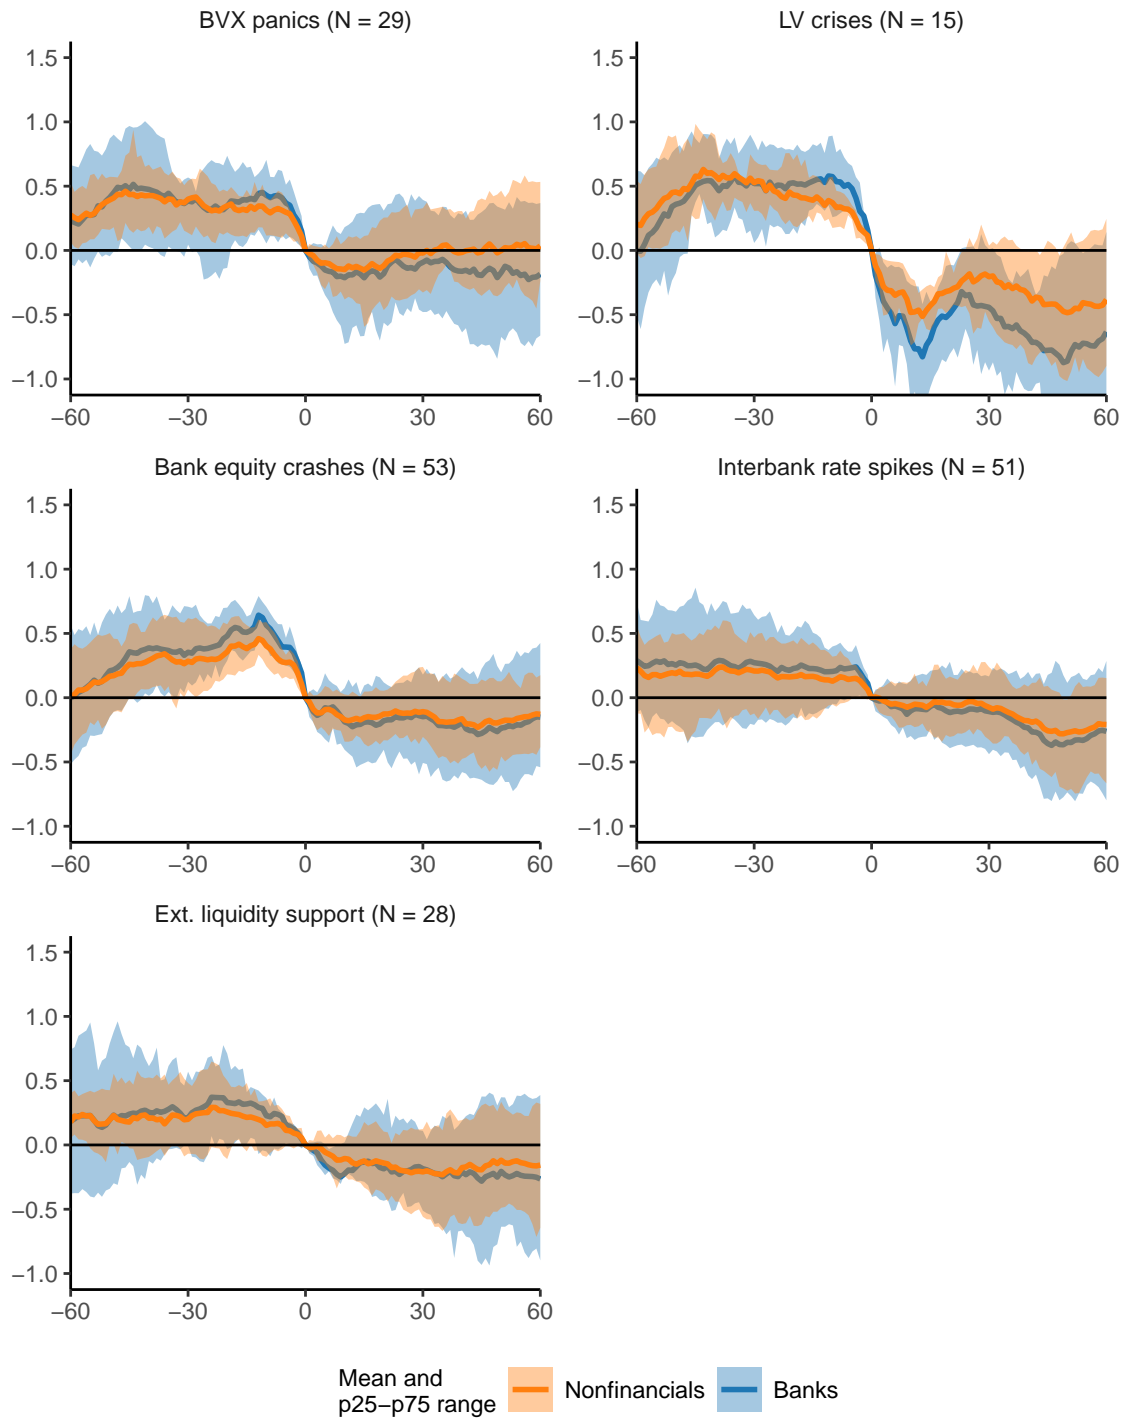 BVX panics (N = 29)
1.5
1.0
0.5
0.0
−0.5
−1.0
−60 −30 0 30 60
LV crises (N = 15)
1.5
1.0
0.5
0.0
−0.5
−1.0
−60 −30 0 30 60
Bank equity crashes (N = 53)
1.5
1.0
0.5
0.0
−0.5
−1.0
−60 −30 0 30 60
Interbank rate spikes (N = 51)
1.5
1.0
0.5
0.0
−0.5
−1.0
−60 −30 0 30 60
Ext. liquidity support (N = 28)
1.5
1.0
0.5
0.0
−0.5
−1.0
−60 −30 0 30 60
Mean and
p25−p75 range
Nonfinancials
Banks